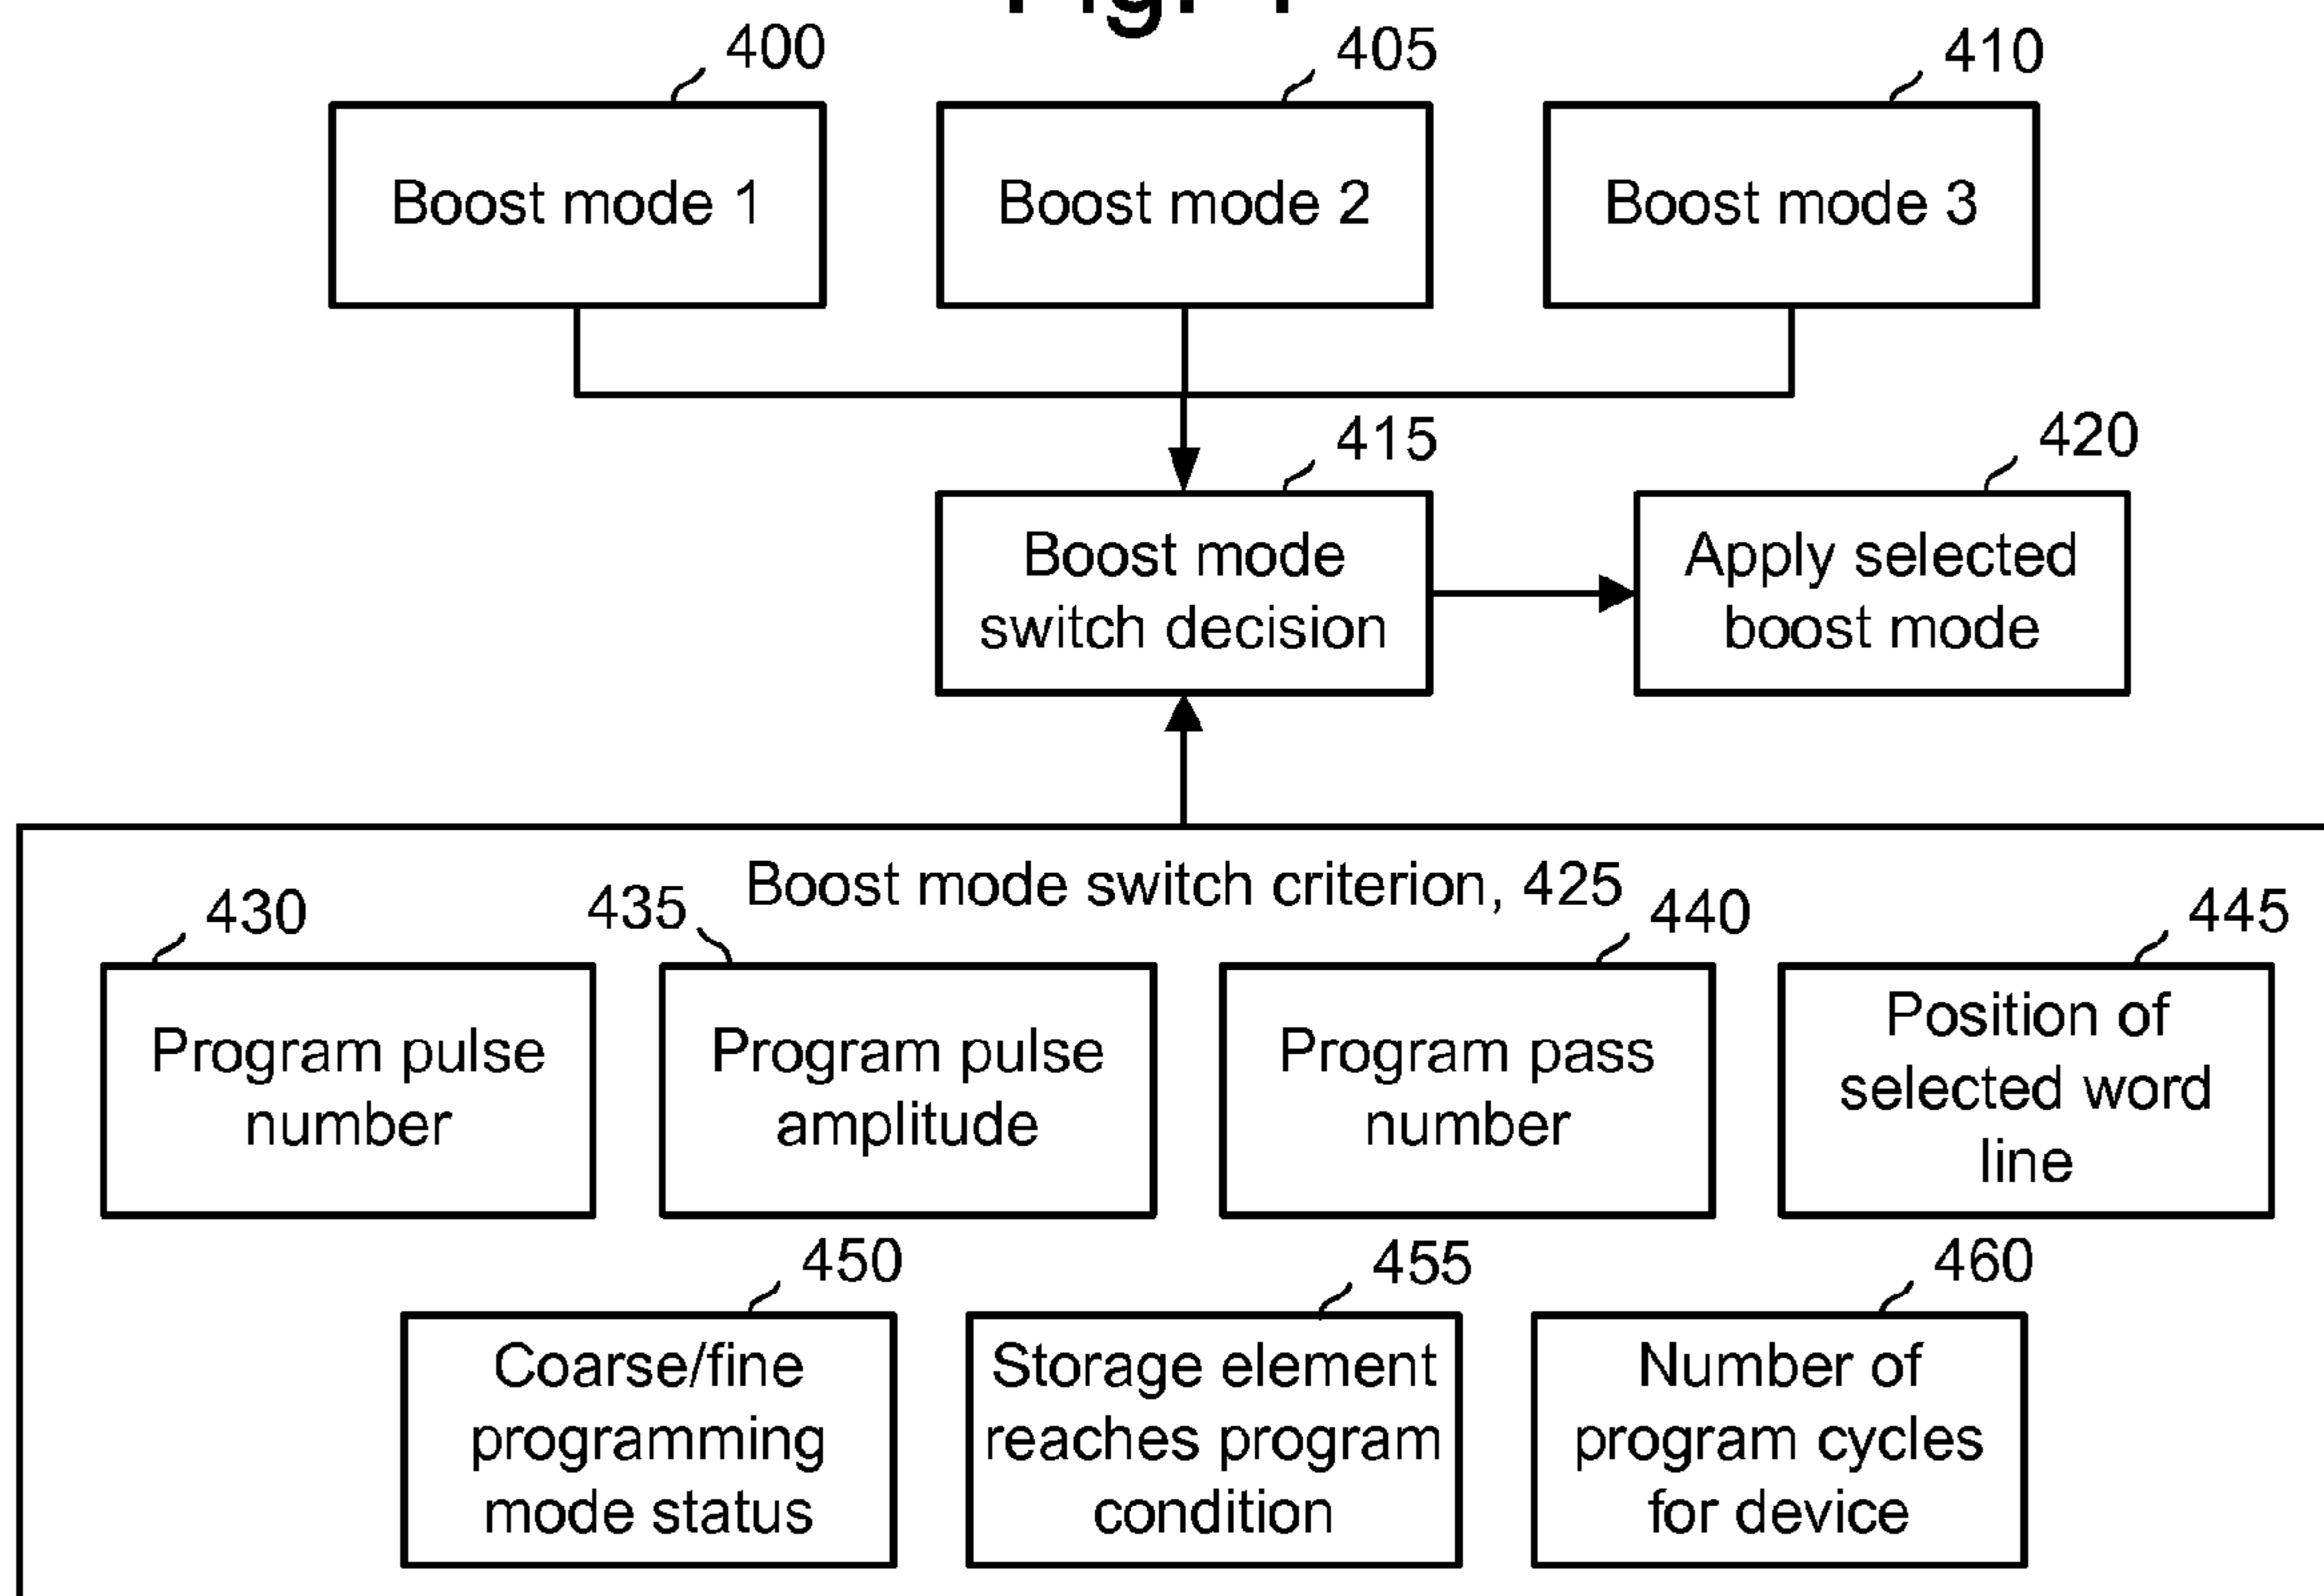 400
405
410
Boost mode 1
Boost mode 2
Boost mode 3
415
420
Boost mode
switch decision
Apply selected
boost mode
Boost mode switch criterion, 425
430
435
440
445
Program pulse
number
Program pulse
amplitude
Program pass
number
Position of
selected word
line
450
455
460
Coarse/fine
programming
mode status
Storage element
reaches program
condition
Number of
program cycles
for device